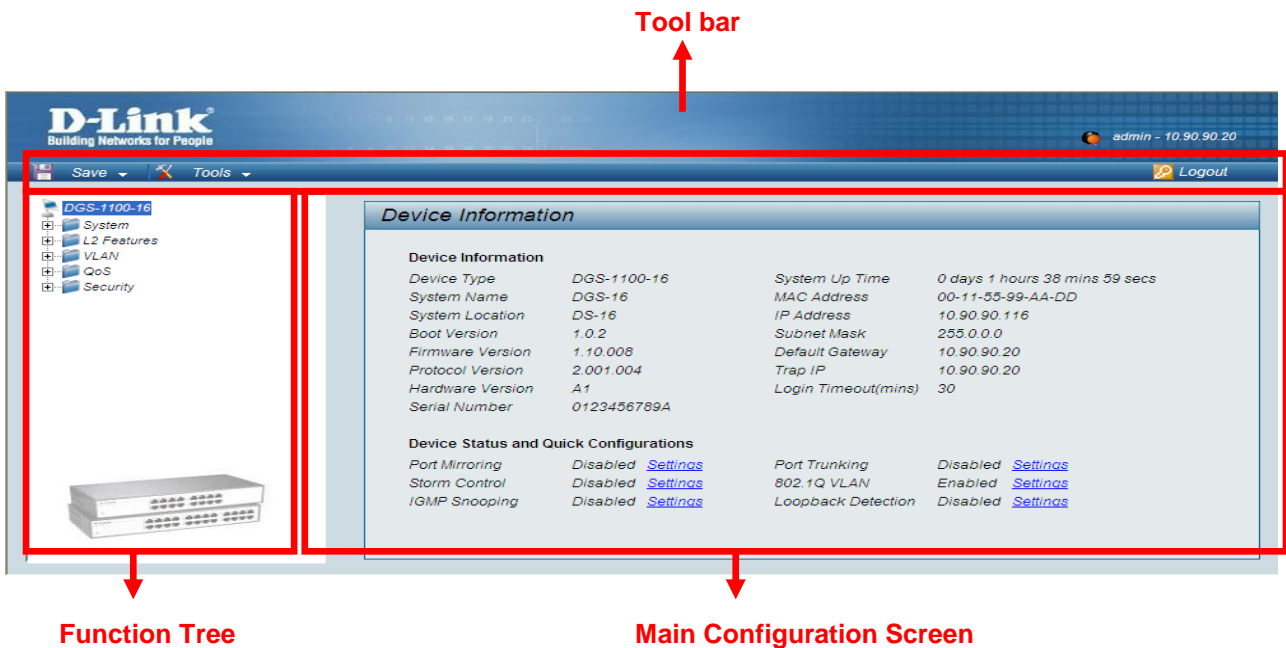 Tool bar
D-Link®
Building Networks for People
admin - 10.90.90.20
Save Tools Logout
DGS-1100-16
System
L2 Features
VLAN
QoS
Security
Device Information
Device Information
Device Type DGS-1100-16 System Up Time 0 days 1 hours 38 mins 59 secs
System Name DGS-16 MAC Address 00-11-55-99-AA-DD
System Location DS-16 IP Address 10.90.90.116
Boot Version 1.0.2 Subnet Mask 255.0.0.0
Firmware Version 1.10.008 Default Gateway 10.90.90.20
Protocol Version 2.001.004 Trap IP 10.90.90.20
Hardware Version A1 Login Timeout(mins) 30
Serial Number 0123456789A
Device Status and Quick Configurations
Port Mirroring Disabled Settings Port Trunking Disabled Settings
Storm Control Disabled Settings 802.1Q VLAN Enabled Settings
IGMP Snooping Disabled Settings Loopback Detection Disabled Settings
Function Tree Main Configuration Screen